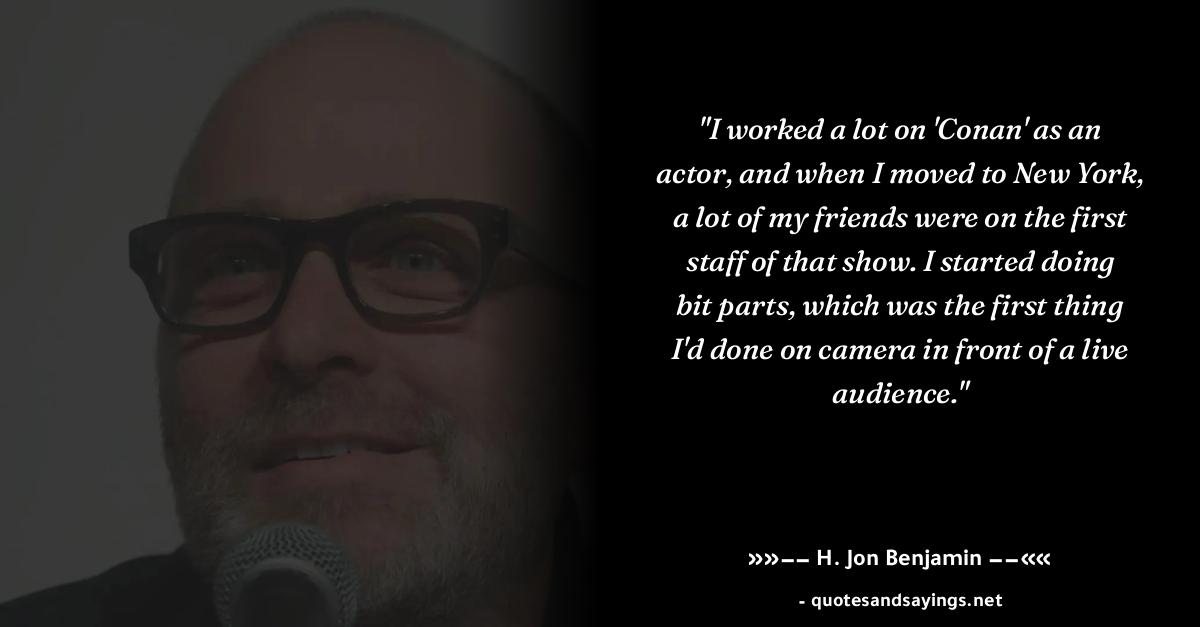 "I worked a lot on 'Conan' as an
actor, and when I moved to New York,
a lot of my friends were on the first
staff of that show. I started doing
bit parts, which was the first thing
I'd done on camera in front of a live
audience."
»»–– H. Jon Benjamin ––««
- quotesandsayings.net